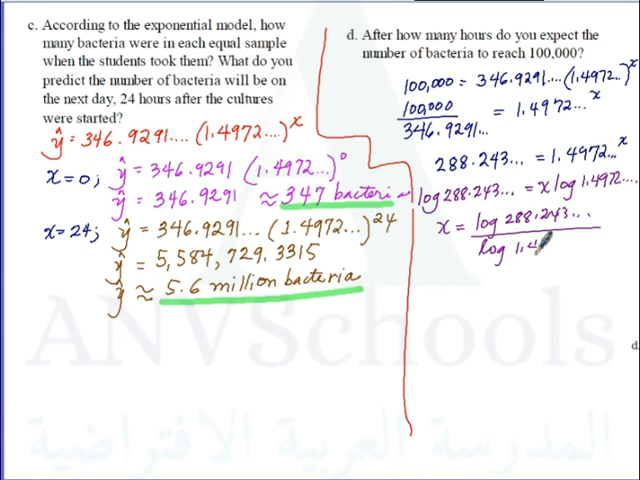 c. According to the exponential model, how
many bacteria were in each equal sample
when the students took them? What do you
predict the number of bacteria will be on
the next day, 24 hours after the cultures
were started?
ŷ = 346.9291.... (1.4972....)^x
x=0; ŷ = 346.9291 (1.4972...)^0
ŷ = 346.9291 ≈ 347 bacteria
x=24; ŷ = 346.9291... (1.4972...)^24
ŷ = 5,584,729.3315
ŷ ≈ 5.6 million bacteria
d. After how many hours do you expect the
number of bacteria to reach 100,000?
100,000 = 346.9291... (1.4972...)^x
100,000
346.9291...
= 1.4972...^x
288.243... = 1.4972...^x
log 288.243... = x log 1.4972....
x = log 288.243...
log 1.4
d.
ANVSchools
المدرسة العربية الافتراضية